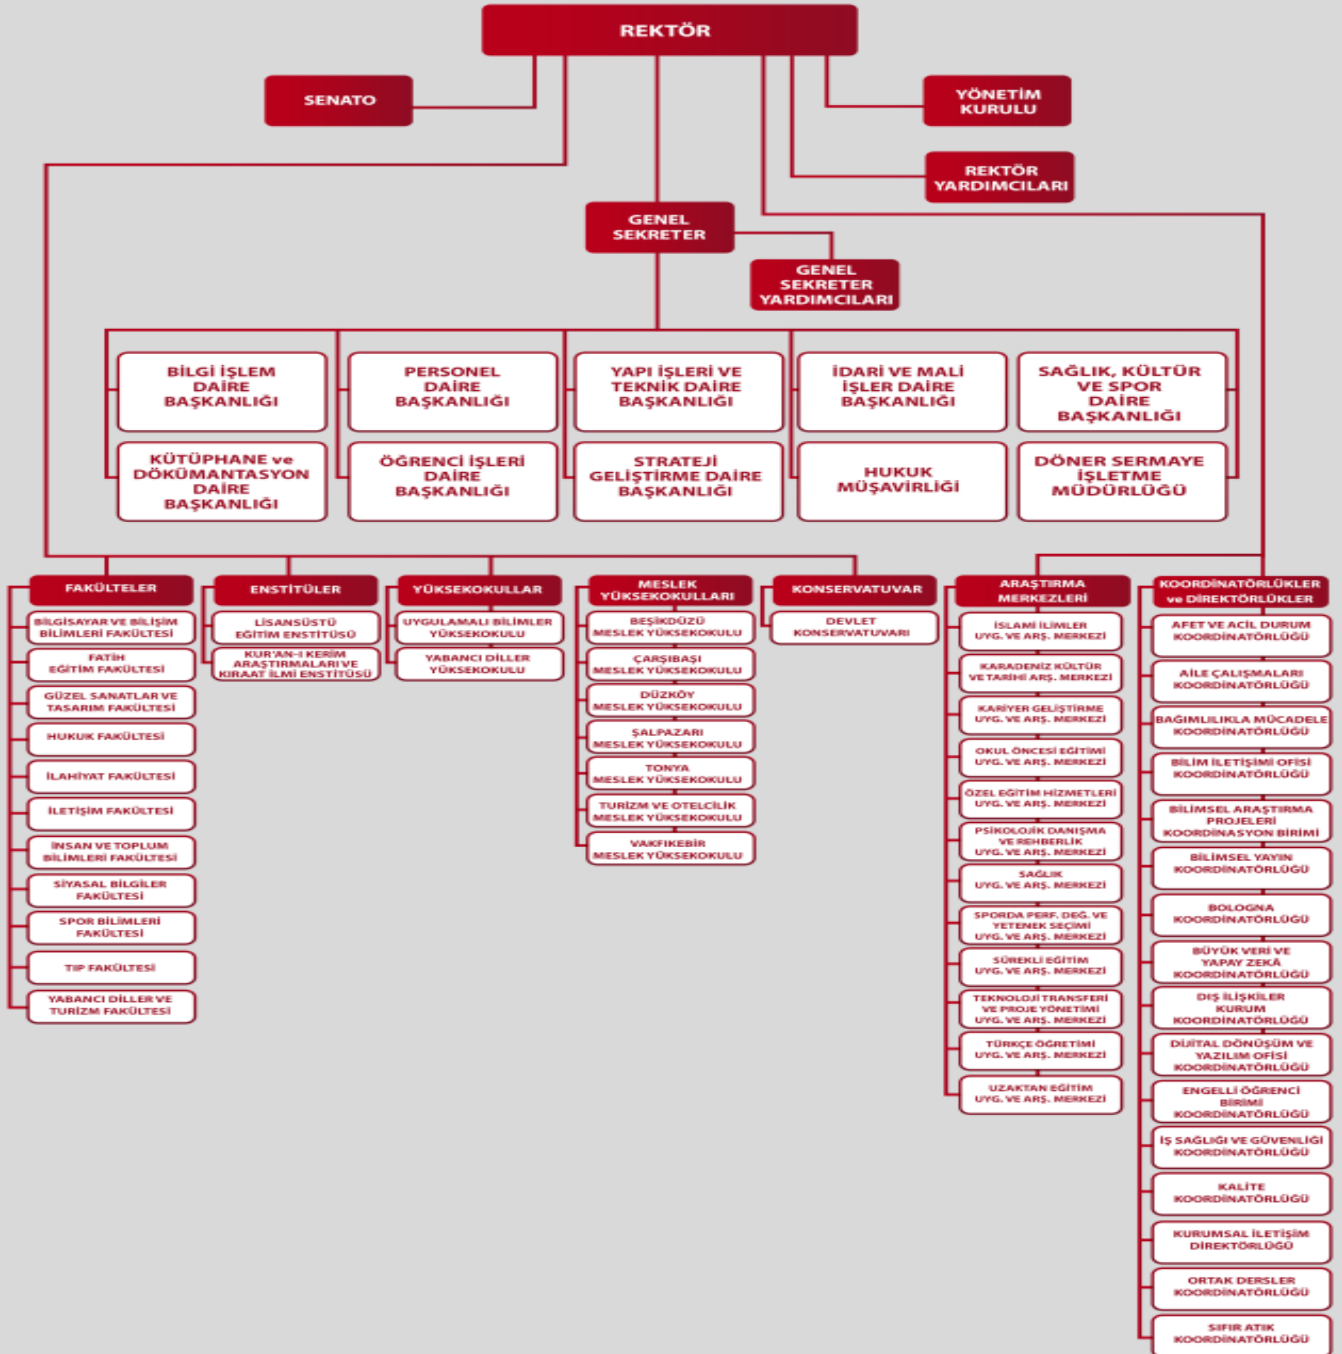 REKTÖR
SENATO
YÖNETİM
KURULU
REKTÖR
YARDIMCILARI
GENEL
SEKRETER
GENEL
SEKRETER
YARDIMCILARI
BİLGİ İŞLEM
DAİRE
BAŞKANLIĞI
PERSONEL
DAİRE
BAŞKANLIĞI
YAPI İŞLERİ VE
TEKNİK DAİRE
BAŞKANLIĞI
İDARİ VE MALİ
İŞLER DAİRE
BAŞKANLIĞI
SAĞLIK, KÜLTÜR
VE SPOR
DAİRE
BAŞKANLIĞI
KÜTÜPHANE ve
DÖKÜMANTASYON
DAİRE
BAŞKANLIĞI
ÖĞRENCİ İŞLERİ
DAİRE
BAŞKANLIĞI
STRATEJİ
GELİŞTİRME DAİRE
BAŞKANLIĞI
HUKUK
MÜŞAVİRLİĞİ
DÖNER SERMAYE
İŞLETME
MÜDÜRLÜĞÜ
FAKÜLTELER
BİLGİSAYAR VE BİLİŞİM
BİLİMLERİ FAKÜLTESİ
FATİH
EĞİTİM FAKÜLTESİ
GÜZEL SANATLAR VE
TASARIM FAKÜLTESİ
HUKUK FAKÜLTESİ
İLAHİYAT FAKÜLTESİ
İLETİŞİM FAKÜLTESİ
İNSAN VE TOPLUM
BİLİMLERİ FAKÜLTESİ
SİYASAL BİLGİLER
FAKÜLTESİ
SPOR BİLİMLERİ
FAKÜLTESİ
TIP FAKÜLTESİ
YABANCI DİLLER VE
TURİZM FAKÜLTESİ
ENSTİTÜLER
LİSANSÜSTÜ
EĞİTİM ENSTİTÜSÜ
KUR'AN-I KERİM
ARAŞTIRMALARI VE
KIRAAT İLMİ ENSTİTÜSÜ
YÜKSEKOKULLAR
UYGULAMALI BİLİMLER
YÜKSEKOKULU
YABANCI DİLLER
YÜKSEKOKULU
MESLEK
YÜKSEKOKULLARI
BEŞİKDÜZÜ
MESLEK YÜKSEKOKULU
ÇARŞIBAŞI
MESLEK YÜKSEKOKULU
DÜZKÖY
MESLEK YÜKSEKOKULU
ŞALPAZARI
MESLEK YÜKSEKOKULU
TONYA
MESLEK YÜKSEKOKULU
TURİZM VE OTELCİLİK
MESLEK YÜKSEKOKULU
VAKFIKEBİR
MESLEK YÜKSEKOKULU
KONSERVATUVAR
DEVLET
KONSERVATUVARI
ARAŞTIRMA
MERKEZLERİ
İSLAMİ İLİMLER
UYG. VE ARŞ. MERKEZİ
KARADENİZ KÜLTÜR
VE TARİHİ ARŞ. MERKEZİ
KARİYER GELİŞTİRME
UYG. VE ARŞ. MERKEZİ
OKUL ÖNCESİ EĞİTİMİ
UYG. VE ARŞ. MERKEZİ
ÖZEL EĞİTİM HİZMETLERİ
UYG. VE ARŞ. MERKEZİ
PSİKOLOJİK DANIŞMA
VE REHBERLİK
UYG. VE ARŞ. MERKEZİ
SAĞLIK
UYG. VE ARŞ. MERKEZİ
SPORDA PERF. DEĞ. VE
YETENEK SEÇİMİ
UYG. VE ARŞ. MERKEZİ
SÜREKLİ EĞİTİM
UYG. VE ARŞ. MERKEZİ
TEKNOLOJİ TRANSFERİ
VE PROJE YÖNETİMİ
UYG. VE ARŞ. MERKEZİ
TÜRKÇE ÖĞRETİMİ
UYG. VE ARŞ. MERKEZİ
UZAKTAN EĞİTİM
UYG. VE ARŞ. MERKEZİ
KOORDİNATÖRLÜKLER
ve DİREKTÖRLÜKLER
AFET VE ACİL DURUM
KOORDİNATÖRLÜĞÜ
AİLE ÇALIŞMALARI
KOORDİNATÖRLÜĞÜ
BAĞIMLILIKLA MÜCADELE
KOORDİNATÖRLÜĞÜ
BİLİM İLETİŞİMİ OFİSİ
KOORDİNATÖRLÜĞÜ
BİLİMSEL ARAŞTIRMA
PROJELERİ
KOORDİNASYON BİRİMİ
BİLİMSEL YAYIN
KOORDİNATÖRLÜĞÜ
BOLOGNA
KOORDİNATÖRLÜĞÜ
BÜYÜK VERİ VE
YAPAY ZEKÂ
KOORDİNATÖRLÜĞÜ
DIŞ İLİŞKİLER
KURUM
KOORDİNATÖRLÜĞÜ
DİJİTAL DÖNÜŞÜM VE
YAZILIM OFİSİ
KOORDİNATÖRLÜĞÜ
ENGELLİ ÖĞRENCİ
BİRİMİ
KOORDİNATÖRLÜĞÜ
İŞ SAĞLIĞI VE GÜVENLİĞİ
KOORDİNATÖRLÜĞÜ
KALİTE
KOORDİNATÖRLÜĞÜ
KURUMSAL İLETİŞİM
DİREKTÖRLÜĞÜ
ORTAK DERSLER
KOORDİNATÖRLÜĞÜ
SIFIR ATIK
KOORDİNATÖRLÜĞÜ